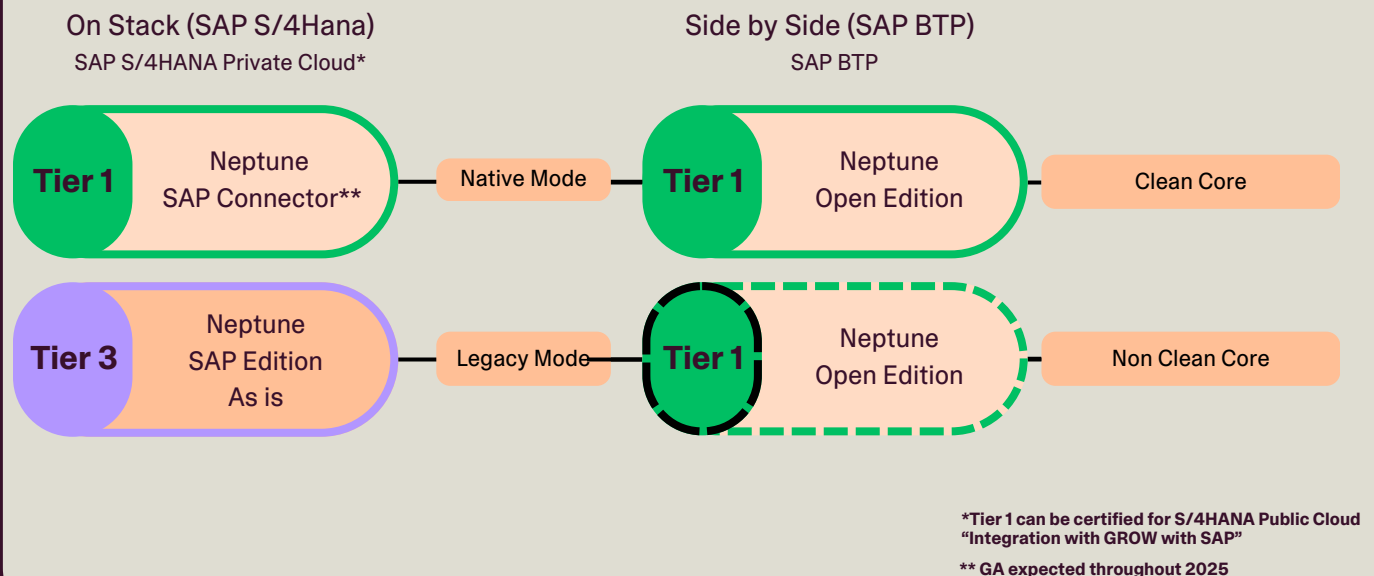 On Stack (SAP S/4Hana)
SAP S/4HANA Private Cloud*
Side by Side (SAP BTP)
SAP BTP
Tier 1
Neptune
SAP Connector**
Native Mode
Tier 1
Neptune
Open Edition
Clean Core
Tier 3
Neptune
SAP Edition
As is
Legacy Mode
Tier 1
Neptune
Open Edition
Non Clean Core
*Tier 1 can be certified for S/4HANA Public Cloud
“Integration with GROW with SAP”
** GA expected throughout 2025